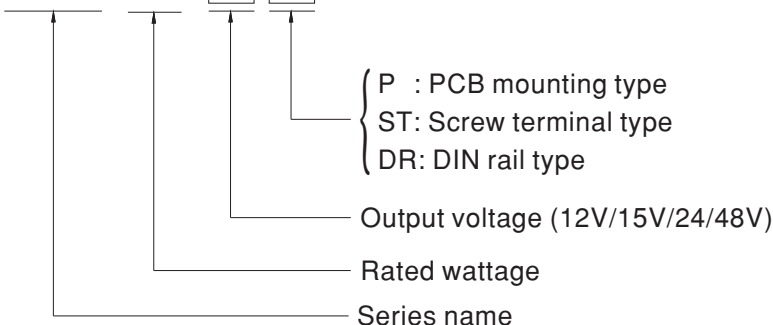 P : PCB mounting type
ST: Screw terminal type
DR: DIN rail type
Output voltage (12V/15V/24/48V)
Rated wattage
Series name